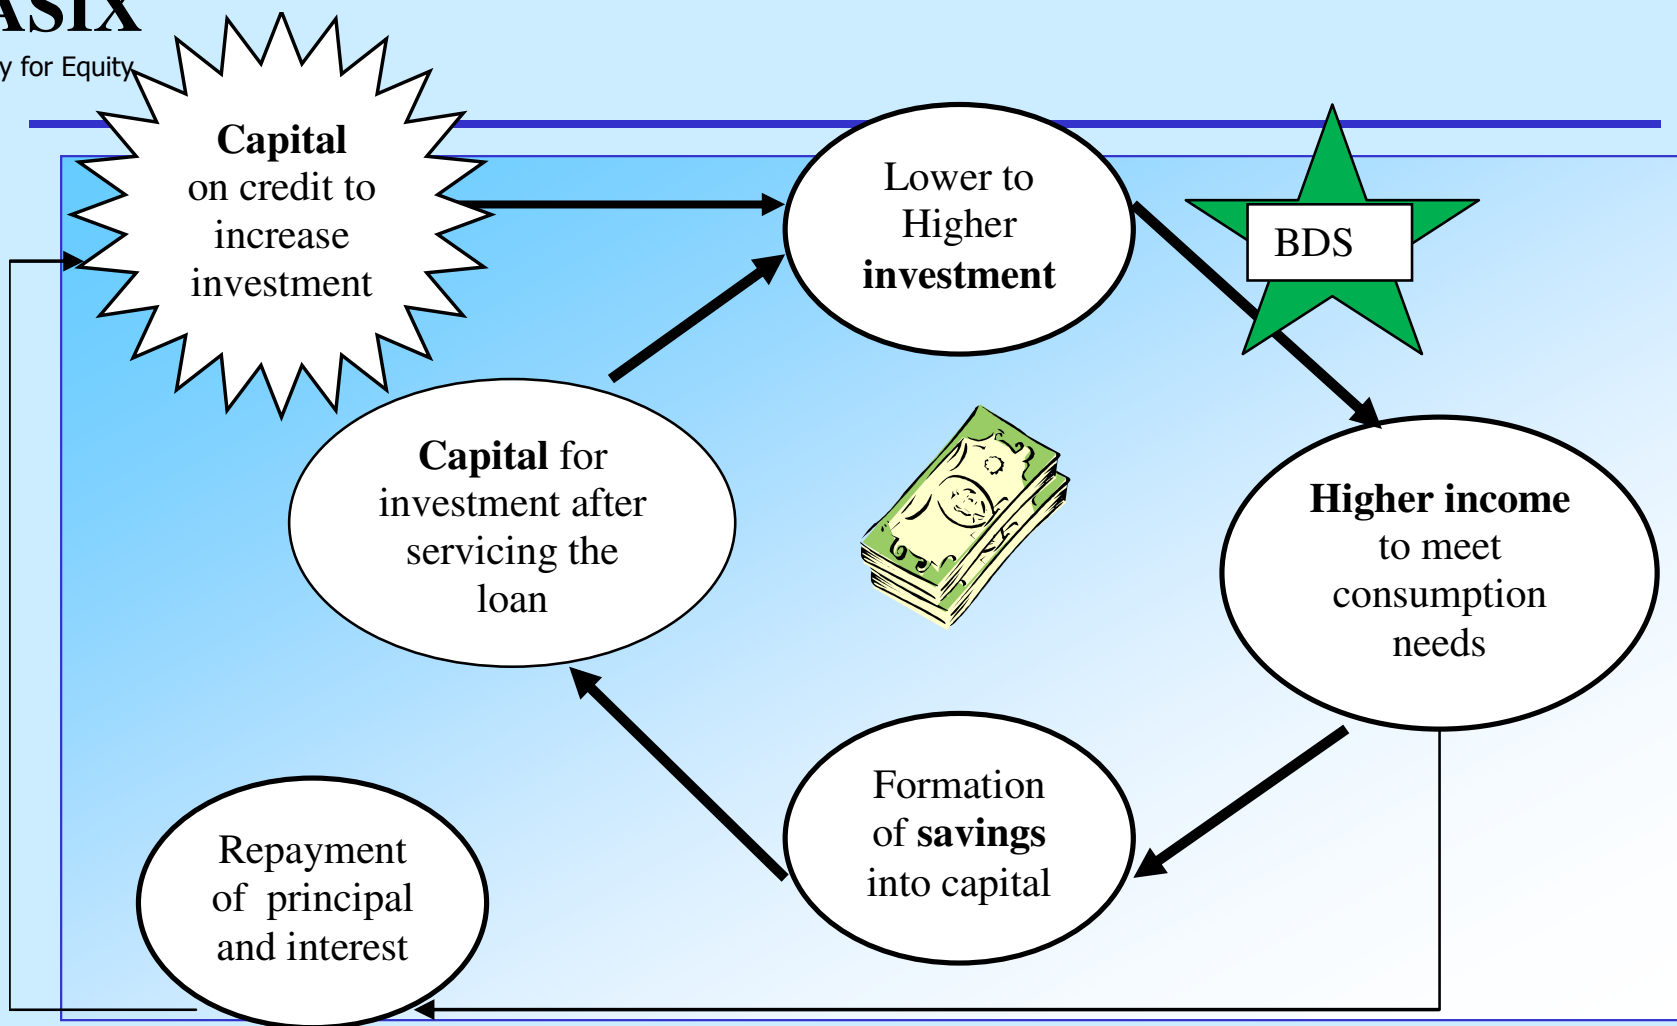 ASIX
y for Equity
Capital
on credit to
increase
investment
Lower to
Higher
investment
BDS
Capital for
investment after
servicing the
loan
Higher income
to meet
consumption
needs
Formation
of savings
into capital
Repayment
of principal
and interest